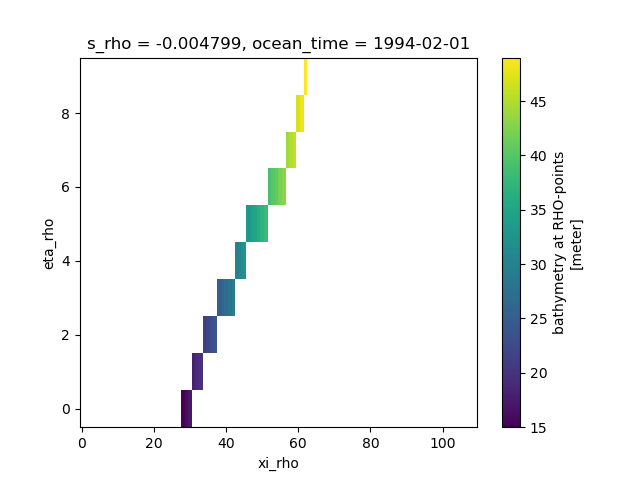 s_rho = -0.004799, ocean_time = 1994-02-01
8
6
4
2
0
eta_rho
0 20 40 60 80 100
xi_rho
45
40
35
30
25
20
15
bathymetry at RHO-points
[meter]